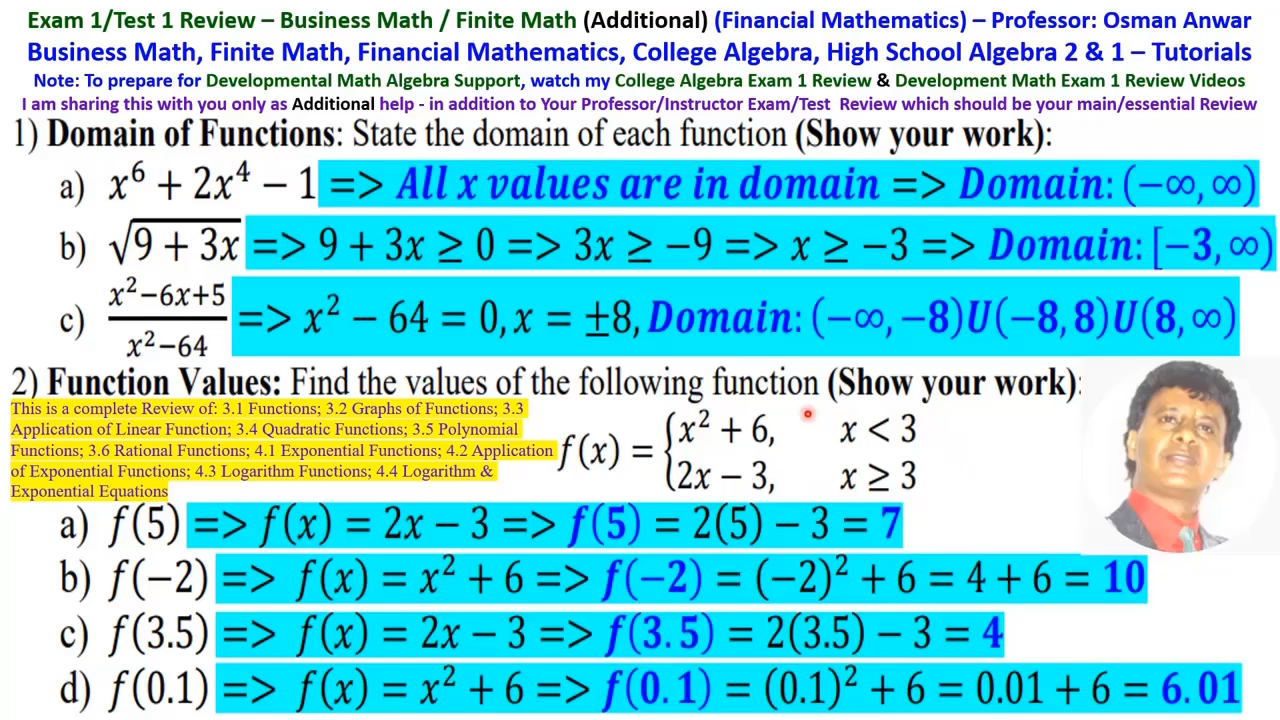 Exam 1/Test 1 Review – Business Math / Finite Math (Additional) (Financial Mathematics) – Professor: Osman Anwar
Business Math, Finite Math, Financial Mathematics, College Algebra, High School Algebra 2 & 1 – Tutorials
Note: To prepare for Developmental Math Algebra Support, watch my College Algebra Exam 1 Review & Development Math Exam 1 Review Videos
I am sharing this with you only as Additional help - in addition to Your Professor/Instructor Exam/Test Review which should be your main/essential Review
1) Domain of Functions: State the domain of each function (Show your work):
a) x⁶ + 2x⁴ − 1 => All x values are in domain => Domain: (−∞, ∞)
b) √(9 + 3x) => 9 + 3x ≥ 0 => 3x ≥ −9 => x ≥ −3 => Domain: [−3, ∞)
c) (x²−6x+5)/(x²−64) => x² − 64 = 0, x = ±8, Domain: (−∞, −8)U(−8, 8)U(8, ∞)
2) Function Values: Find the values of the following function (Show your work):
This is a complete Review of: 3.1 Functions; 3.2 Graphs of Functions; 3.3
Application of Linear Function; 3.4 Quadratic Functions; 3.5 Polynomial
Functions; 3.6 Rational Functions; 4.1 Exponential Functions; 4.2 Application
of Exponential Functions; 4.3 Logarithm Functions; 4.4 Logarithm &
Exponential Equations
f(x) = { x² + 6, x < 3
2x − 3, x ≥ 3
a) f(5) => f(x) = 2x − 3 => f(5) = 2(5) − 3 = 7
b) f(−2) => f(x) = x² + 6 => f(−2) = (−2)² + 6 = 4 + 6 = 10
c) f(3.5) => f(x) = 2x − 3 => f(3.5) = 2(3.5) − 3 = 4
d) f(0.1) => f(x) = x² + 6 => f(0.1) = (0.1)² + 6 = 0.01 + 6 = 6.01